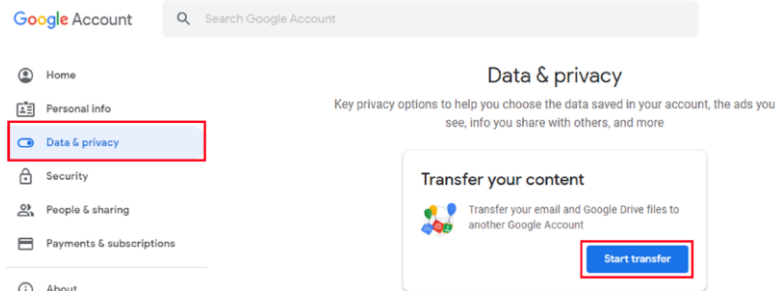 Google Account
Search Google Account
Home
Personal info
Data & privacy
Security
People & sharing
Payments & subscriptions
About
Data & privacy
Key privacy options to help you choose the data saved in your account, the ads you
see, info you share with others, and more
Transfer your content
Transfer your email and Google Drive files to
another Google Account
Start transfer